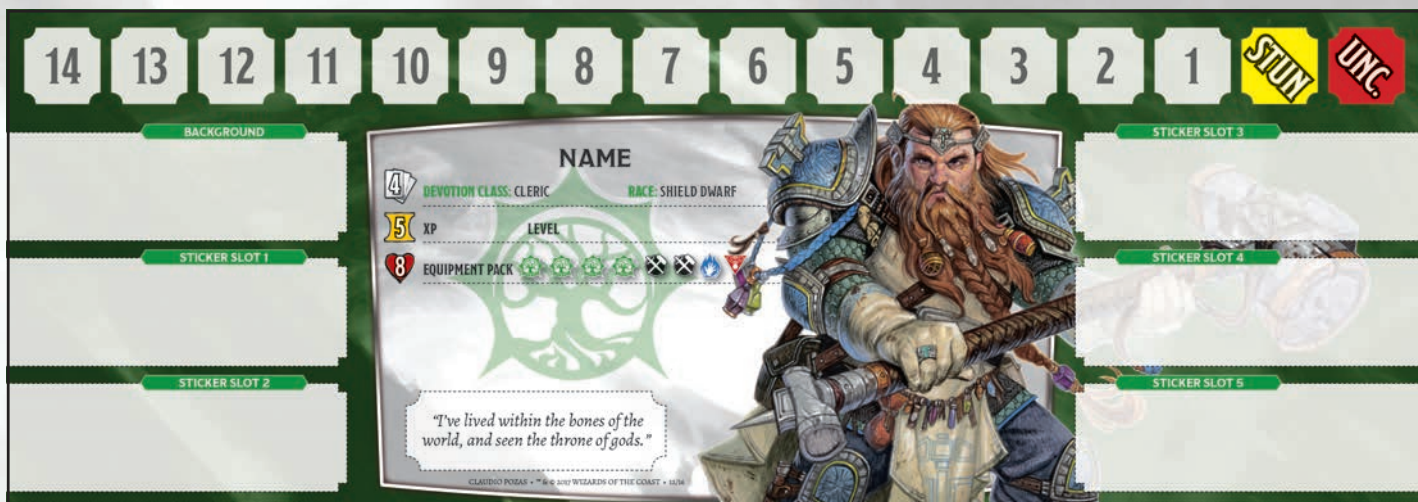 14 13 12 11 10 9 8 7 6 5 4 3 2 1 STUN UNC.
BACKGROUND
STICKER SLOT 1
STICKER SLOT 2
NAME
4 DEVOTION CLASS: CLERIC RACE: SHIELD DWARF
5 XP LEVEL
8 EQUIPMENT PACK
"I've lived within the bones of the
world, and seen the throne of gods."
CLAUDIO POZAS • ™ & © 2017 WIZARDS OF THE COAST • 12/16
STICKER SLOT 3
STICKER SLOT 4
STICKER SLOT 5